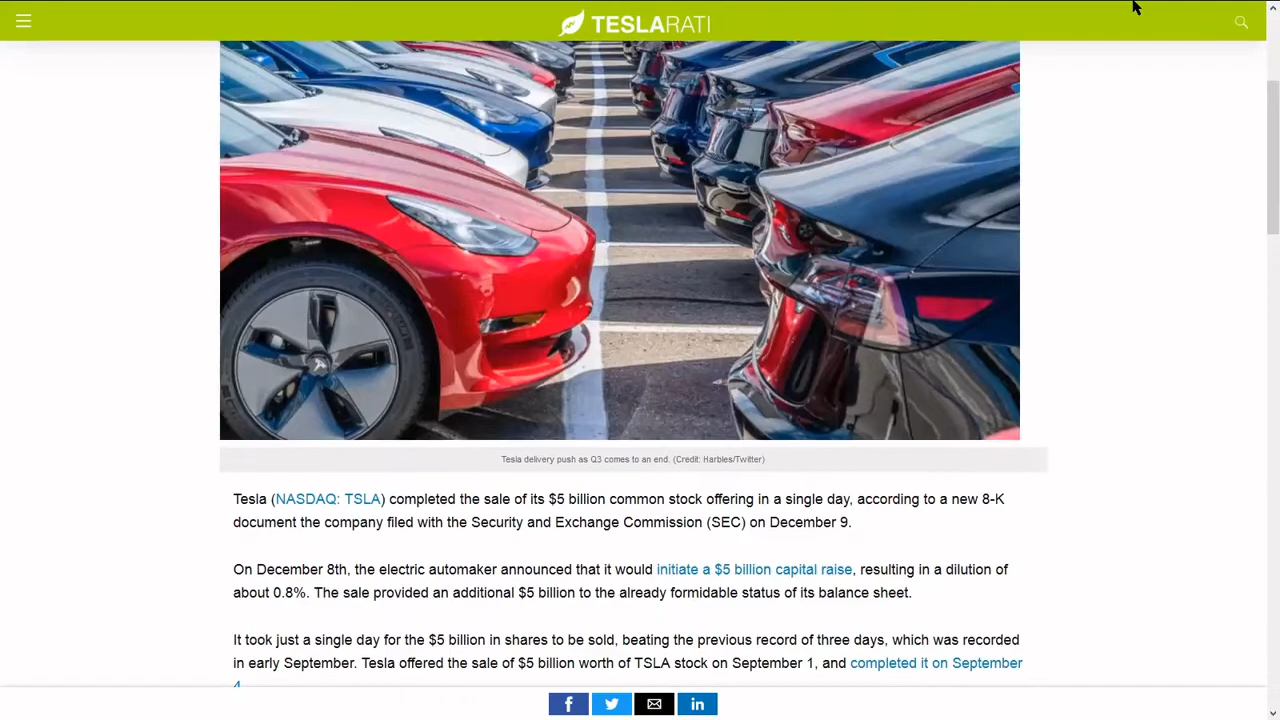 TESLARATI
Tesla delivery push as Q3 comes to an end. (Credit: Harbles/Twitter)
Tesla (NASDAQ: TSLA) completed the sale of its $5 billion common stock offering in a single day, according to a new 8-K
document the company filed with the Security and Exchange Commission (SEC) on December 9.
On December 8th, the electric automaker announced that it would initiate a $5 billion capital raise, resulting in a dilution of
about 0.8%. The sale provided an additional $5 billion to the already formidable status of its balance sheet.
It took just a single day for the $5 billion in shares to be sold, beating the previous record of three days, which was recorded
in early September. Tesla offered the sale of $5 billion worth of TSLA stock on September 1, and completed it on September
4.